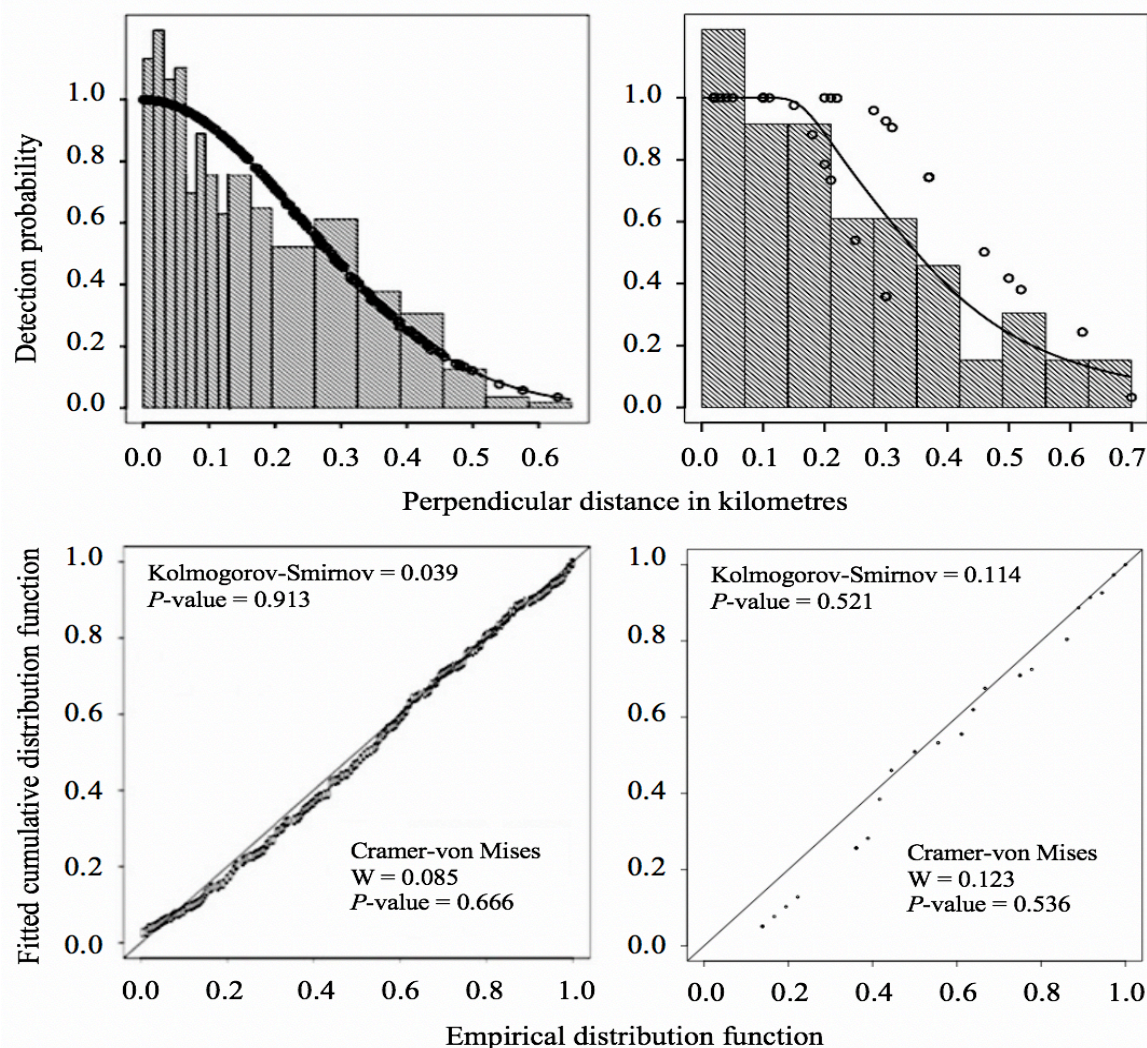 Detection probability
1.0
0.8
0.6
0.4
0.2
0.0
0.0 0.1 0.2 0.3 0.4 0.5 0.6
1.0
0.8
0.6
0.4
0.2
0.0
0.0 0.1 0.2 0.3 0.4 0.5 0.6 0.7
Perpendicular distance in kilometres
Fitted cumulative distribution function
1.0
0.8
0.6
0.4
0.2
0.0
Kolmogorov-Smirnov = 0.039
P-value = 0.913
Cramer-von Mises
W = 0.085
P-value = 0.666
0.0 0.2 0.4 0.6 0.8 1.0
1.0
0.8
0.6
0.4
0.2
0.0
Kolmogorov-Smirnov = 0.114
P-value = 0.521
Cramer-von Mises
W = 0.123
P-value = 0.536
0.0 0.2 0.4 0.6 0.8 1.0
Empirical distribution function